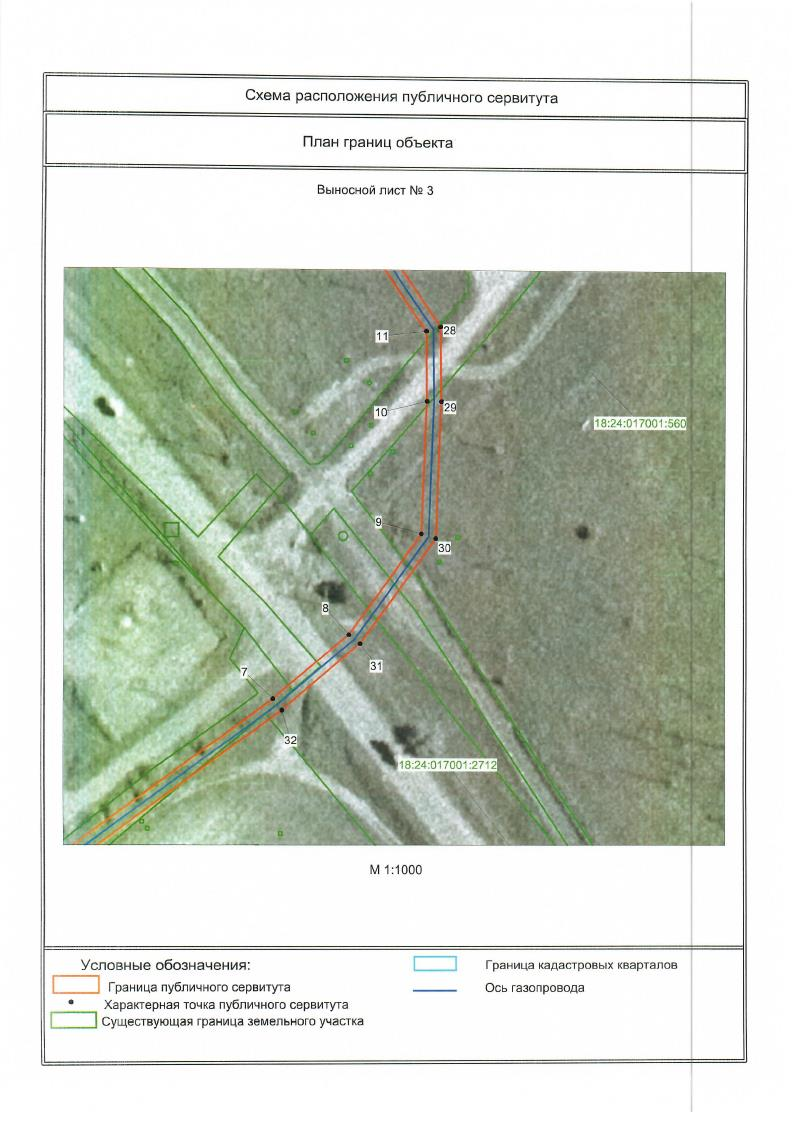 Схема расположения публичного сервитута
План границ объекта
Выносной лист № 3
11
28
10
29
18:24:017001:560
9
30
8
31
7
32
18:24:017001:2712
М 1:1000
Условные обозначения:
Граница публичного сервитута
Характерная точка публичного сервитута
Существующая граница земельного участка
Граница кадастровых кварталов
Ось газопровода